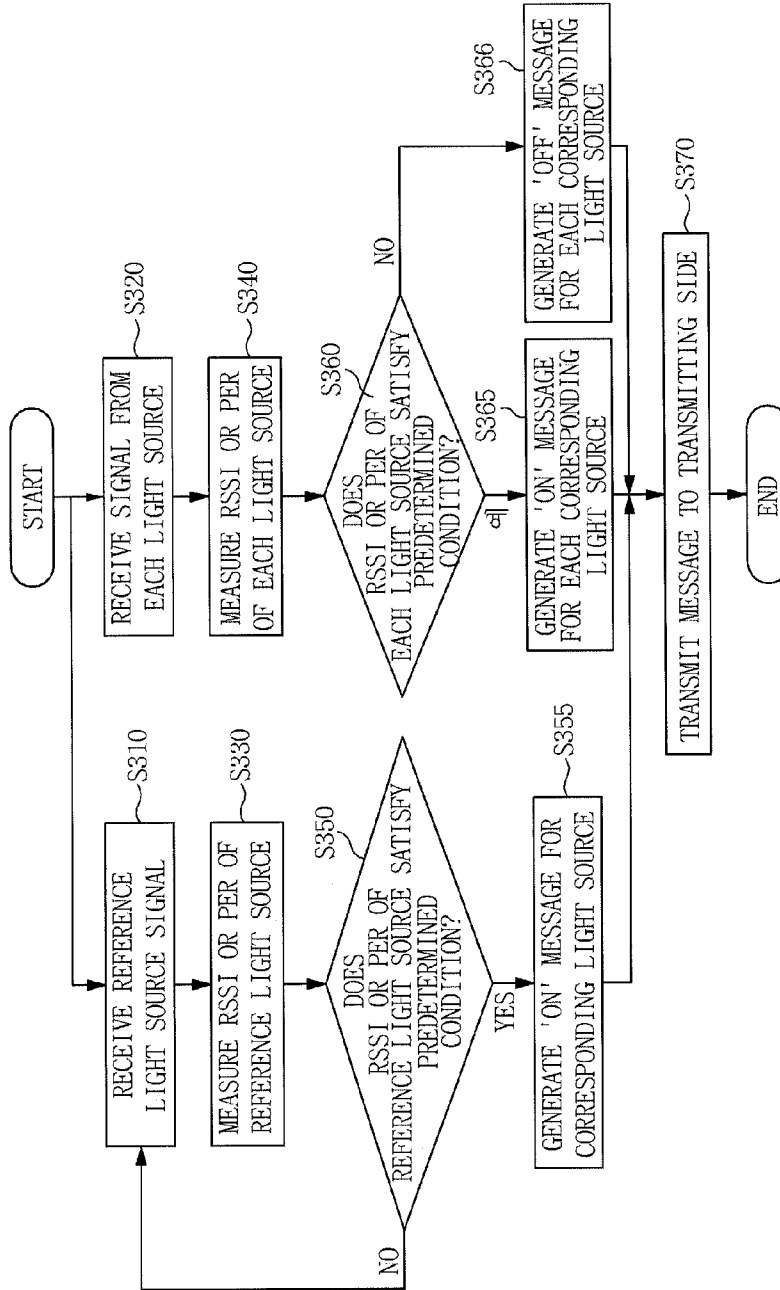 START
RECEIVE REFERENCE
LIGHT SOURCE SIGNAL
S310
RECEIVE SIGNAL FROM
EACH LIGHT SOURCE
S320
MEASURE RSSI OR PER OF
REFERENCE LIGHT SOURCE
S330
MEASURE RSSI OR PER
OF EACH LIGHT SOURCE
S340
DOES
RSSI OR PER OF
REFERENCE LIGHT SOURCE SATISFY
PREDETERMINED
CONDITION?
S350
NO
YES
DOES
RSSI OR PER OF
EACH LIGHT SOURCE SATISFY
PREDETERMINED
CONDITION?
S360
NO
예
GENERATE 'ON' MESSAGE FOR
CORRESPONDING LIGHT SOURCE
S355
GENERATE 'ON' MESSAGE
FOR EACH CORRESPONDING
LIGHT SOURCE
S365
GENERATE 'OFF' MESSAGE
FOR EACH CORRESPONDING
LIGHT SOURCE
S366
TRANSMIT MESSAGE TO TRANSMITTING SIDE
S370
END